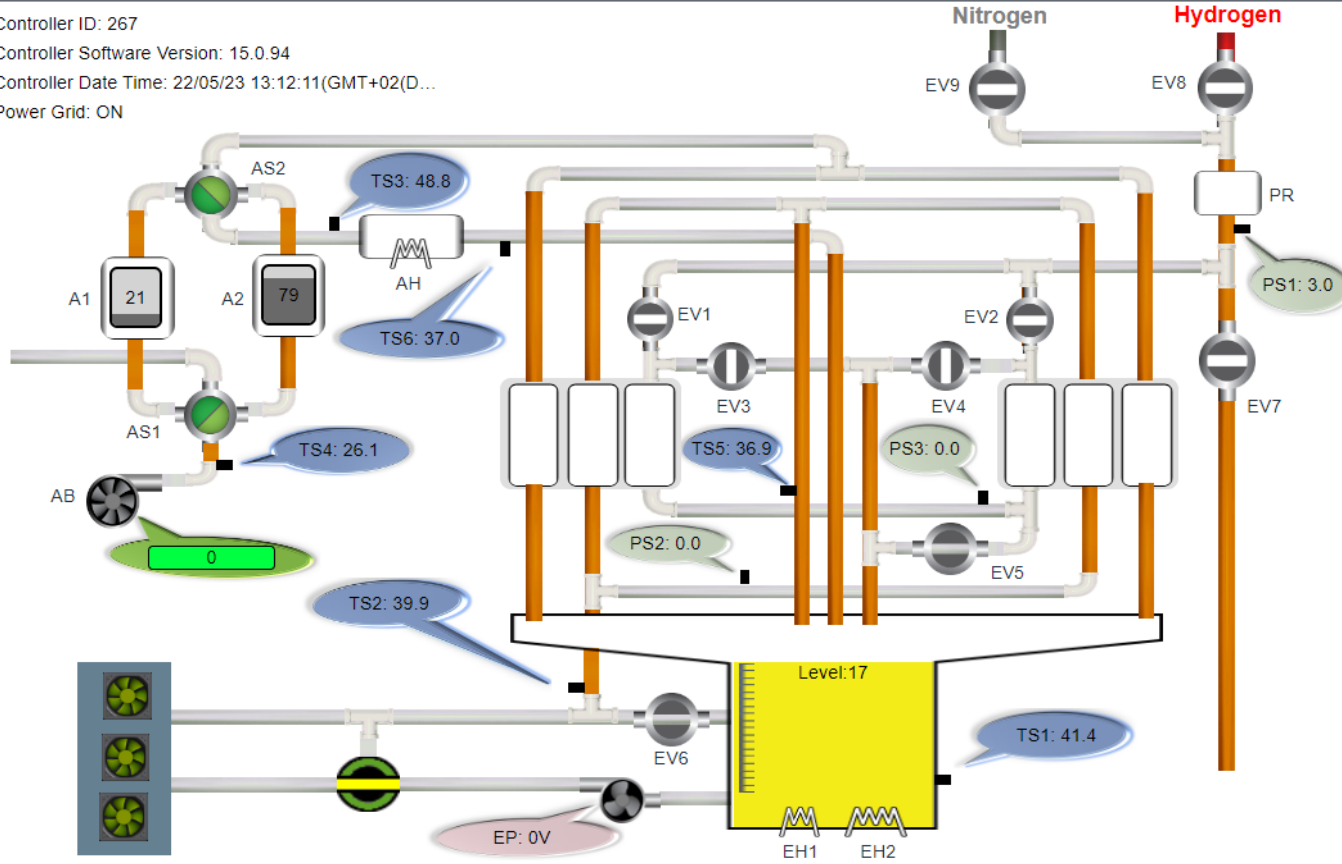 Controller ID: 267
Controller Software Version: 15.0.94
Controller Date Time: 22/05/23 13:12:11(GMT+02(D...
Power Grid: ON
Nitrogen
Hydrogen
EV9
EV8
AS2
TS3: 48.8
PR
A1
21
A2
79
AH
PS1: 3.0
TS6: 37.0
EV1
EV2
EV3
EV4
EV7
AS1
TS4: 26.1
TS5: 36.9
PS3: 0.0
AB
0
PS2: 0.0
EV5
TS2: 39.9
Level:17
EV6
TS1: 41.4
EP: 0V
EH1
EH2